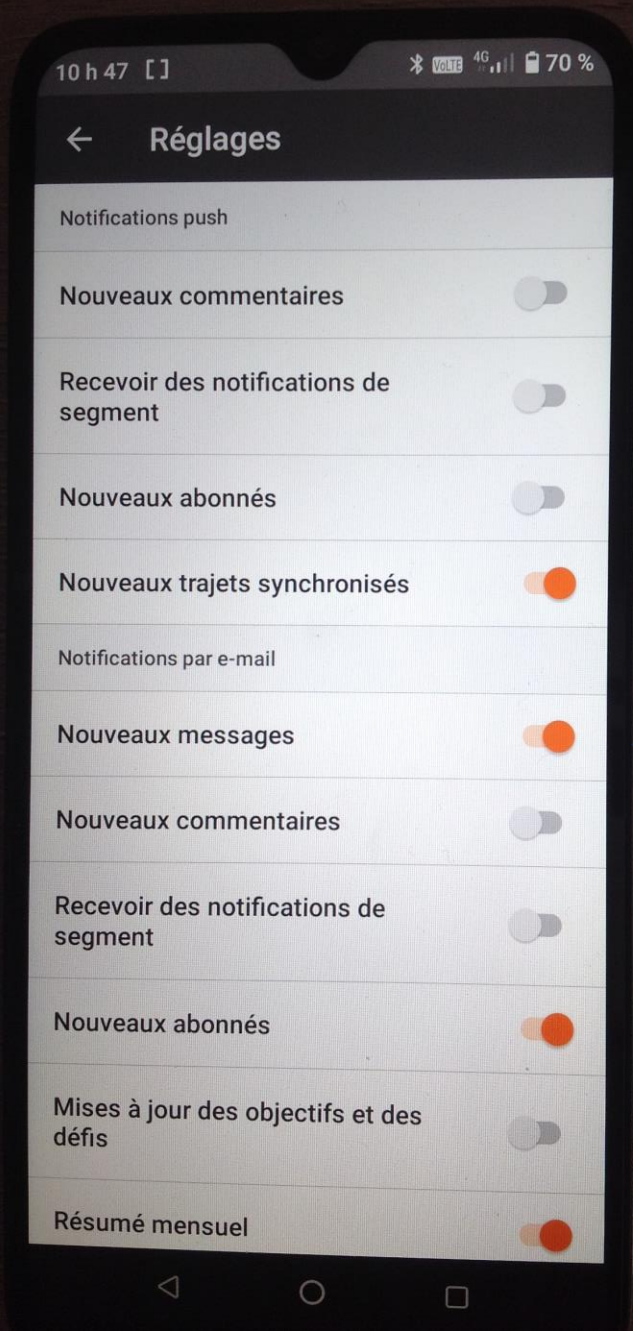 10 h 47 [ ] VoLTE 4G 70 %
Réglages
Notifications push
Nouveaux commentaires
Recevoir des notifications de
segment
Nouveaux abonnés
Nouveaux trajets synchronisés
Notifications par e-mail
Nouveaux messages
Nouveaux commentaires
Recevoir des notifications de
segment
Nouveaux abonnés
Mises à jour des objectifs et des
défis
Résumé mensuel